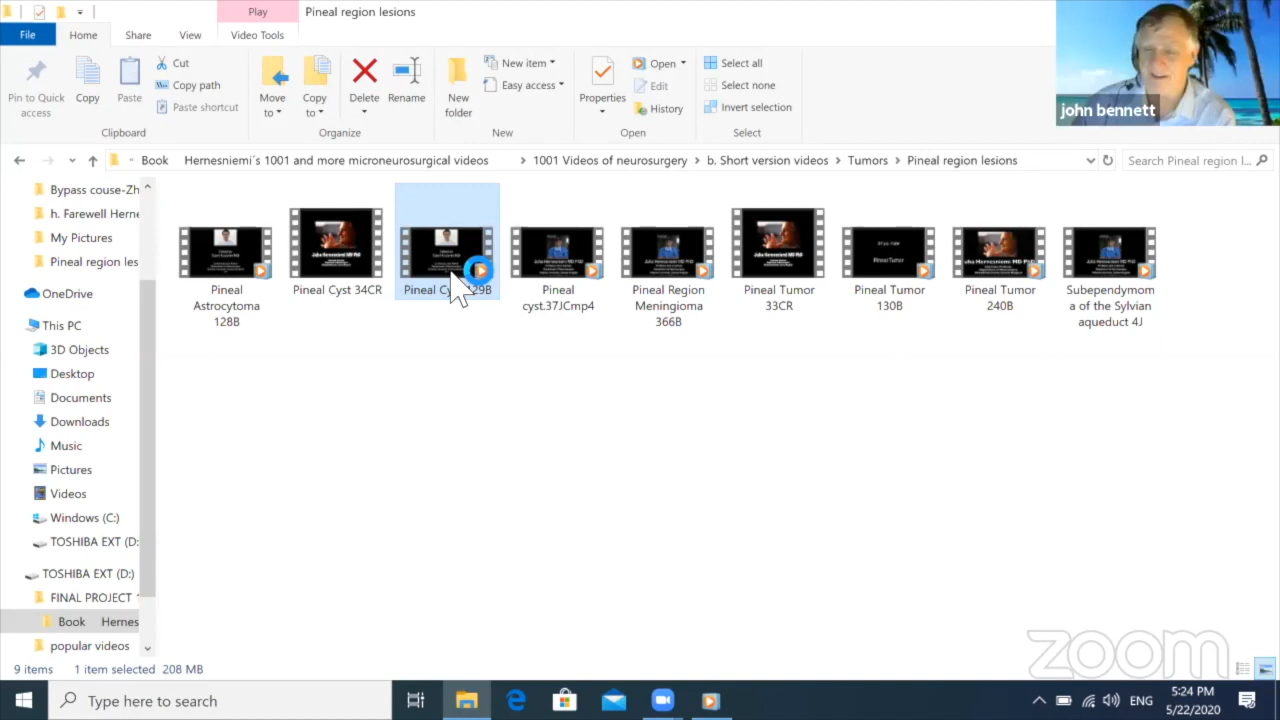 Play
Pineal region lesions
File
Home
Share
View
Video Tools
Pin to Quick access
Copy
Paste
Cut
Copy path
Paste shortcut
Clipboard
Move to
Copy to
Delete
Rename
Organize
New folder
New item
Easy access
New
Properties
Open
Edit
History
Open
Select all
Select none
Invert selection
Select
john bennett
Book
Hernesniemi´s 1001 and more microneurosurgical videos
1001 Videos of neurosurgery
b. Short version videos
Tumors
Pineal region lesions
Search Pineal region l...
Bypass couse-Zh
h. Farewell Herne
My Pictures
Pineal region les
OneDrive
This PC
3D Objects
Desktop
Documents
Downloads
Music
Pictures
Videos
Windows (C:)
TOSHIBA EXT (D:
TOSHIBA EXT (D:)
FINAL PROJECT
Book Hernes
popular videos
Pineal
Astrocytoma
128B
Pineal Cyst 34CR
Pineal Cy 129B
Pineal
cyst.37JCmp4
Pineal Region
Meningioma
366B
Pineal Tumor
33CR
Pineal Tumor
130B
Pineal Tumor
240B
Subependymom
a of the Sylvian
aqueduct 4J
zoom
9 items
1 item selected 208 MB
Type here to search
ENG
5:24 PM
5/22/2020